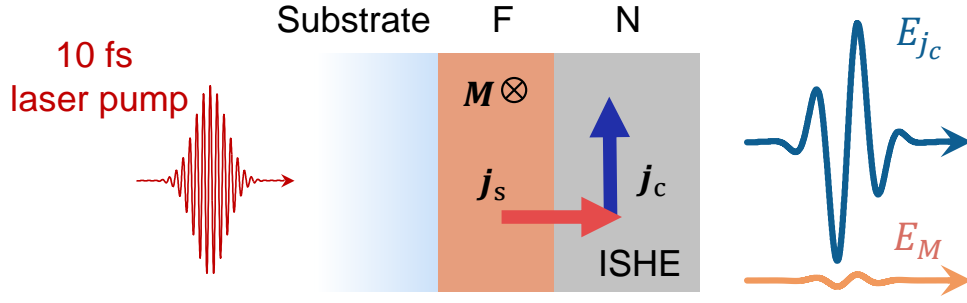 Substrate F N
10 fs
laser pump
M ⊗
j_s
j_c
ISHE
E_{j_c}
E_M